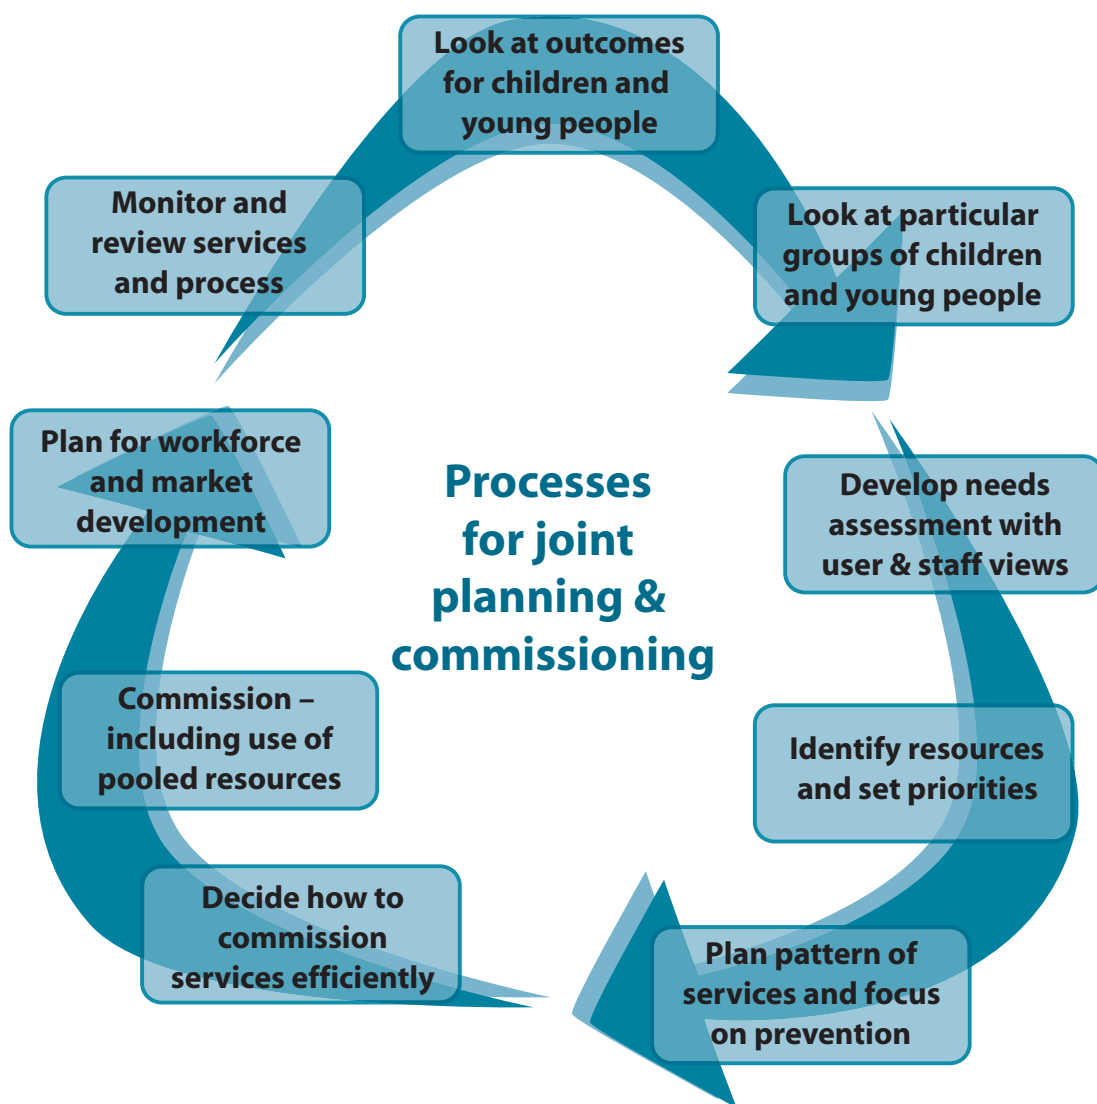 Look at outcomes
for children and
young people
Look at particular
groups of children
and young people
Develop needs
assessment with
user & staff views
Identify resources
and set priorities
Plan pattern of
services and focus
on prevention
Decide how to
commission
services efficiently
Commission –
including use of
pooled resources
Plan for workforce
and market
development
Monitor and
review services
and process
Processes
for joint
planning &
commissioning